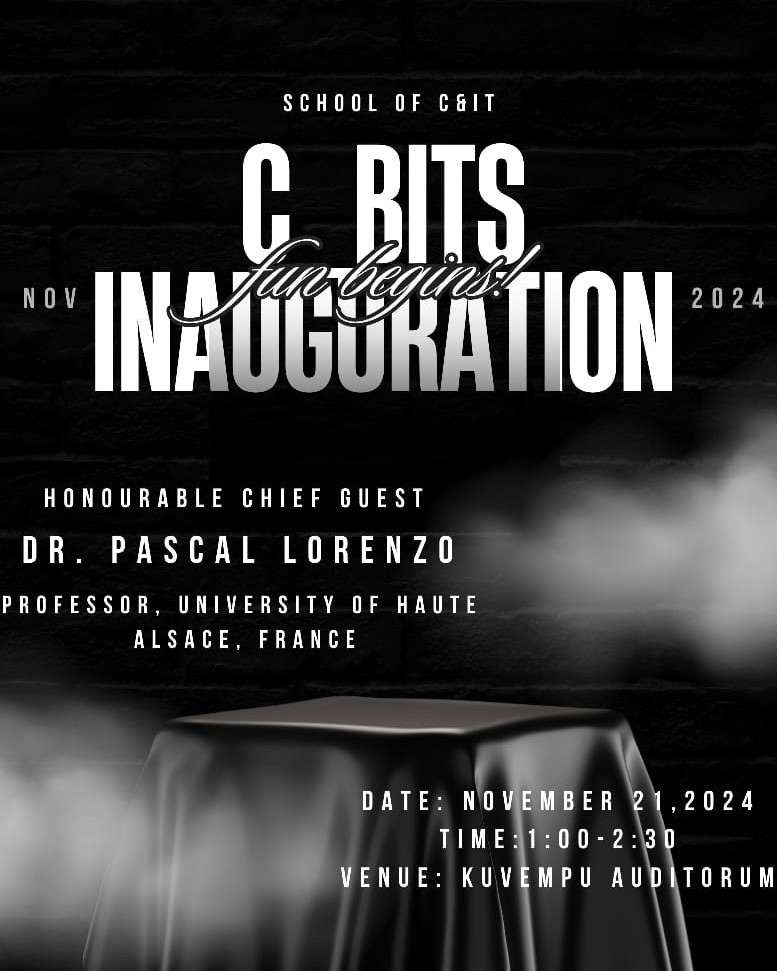 SCHOOL OF C&IT
C BITS
fun begins!
NOV INAUGURATION 2024
HONOURABLE CHIEF GUEST
DR. PASCAL LORENZO
PROFESSOR, UNIVERSITY OF HAUTE
ALSACE, FRANCE
DATE: NOVEMBER 21,2024
TIME:1:00-2:30
VENUE: KUVEMPU AUDITORUM